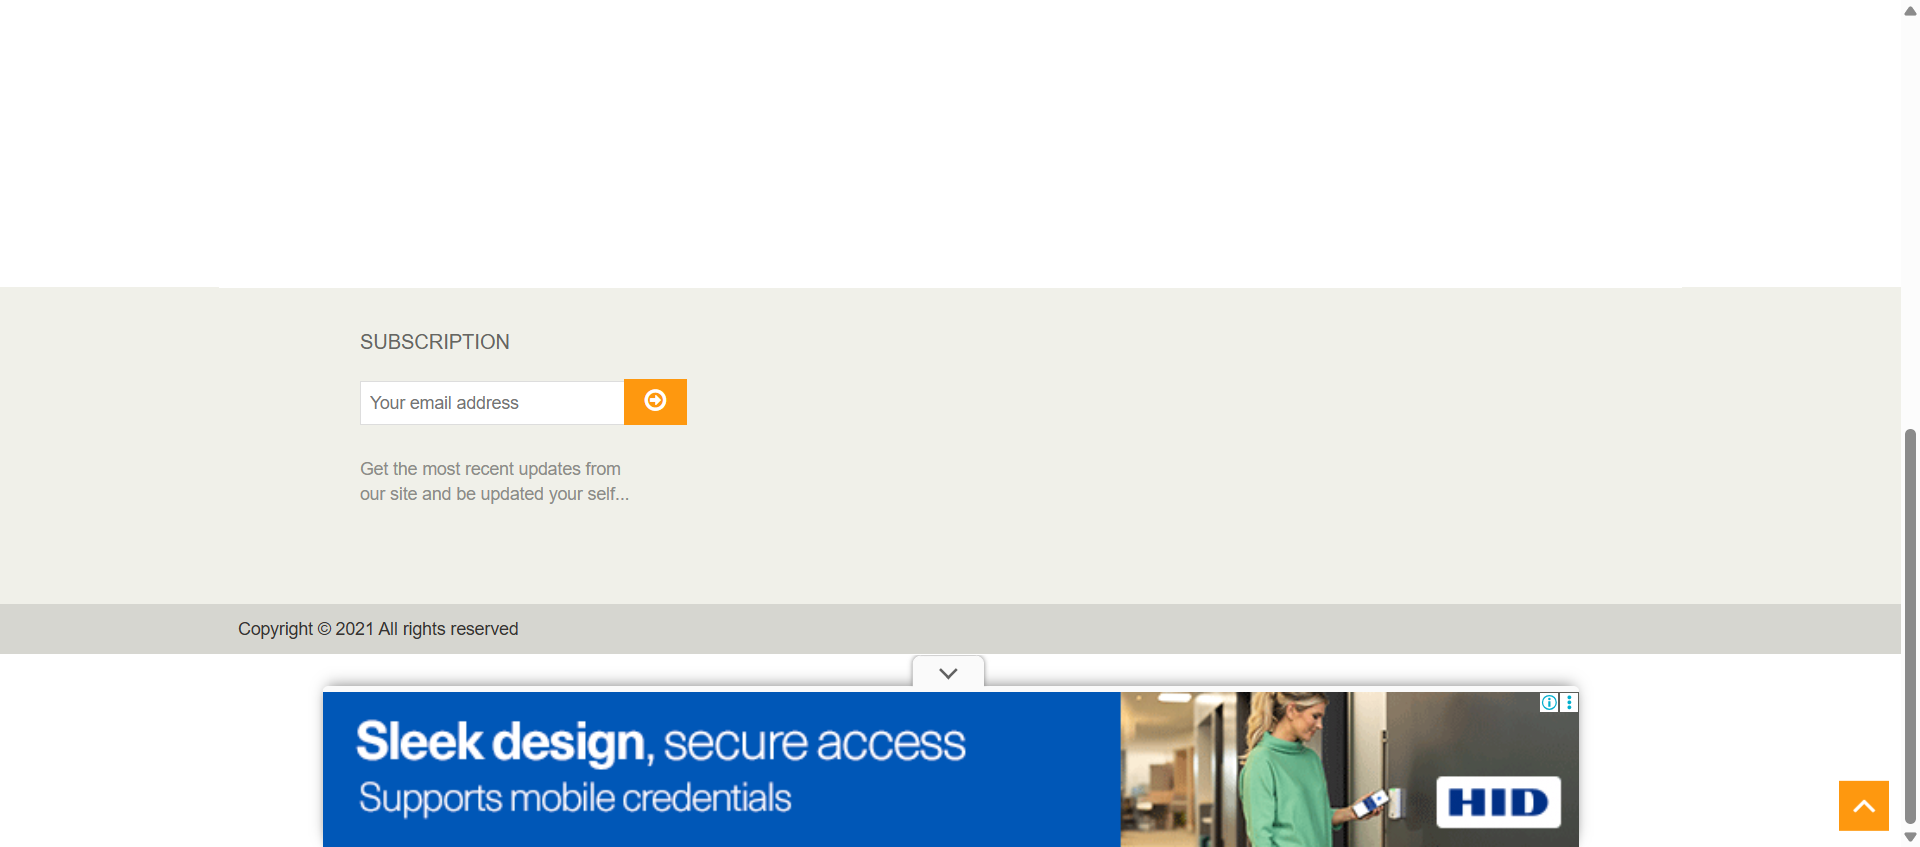 SUBSCRIPTION
Your email address
Get the most recent updates from
our site and be updated your self...
Copyright © 2021 All rights reserved
Sleek design, secure access
Supports mobile credentials
HID